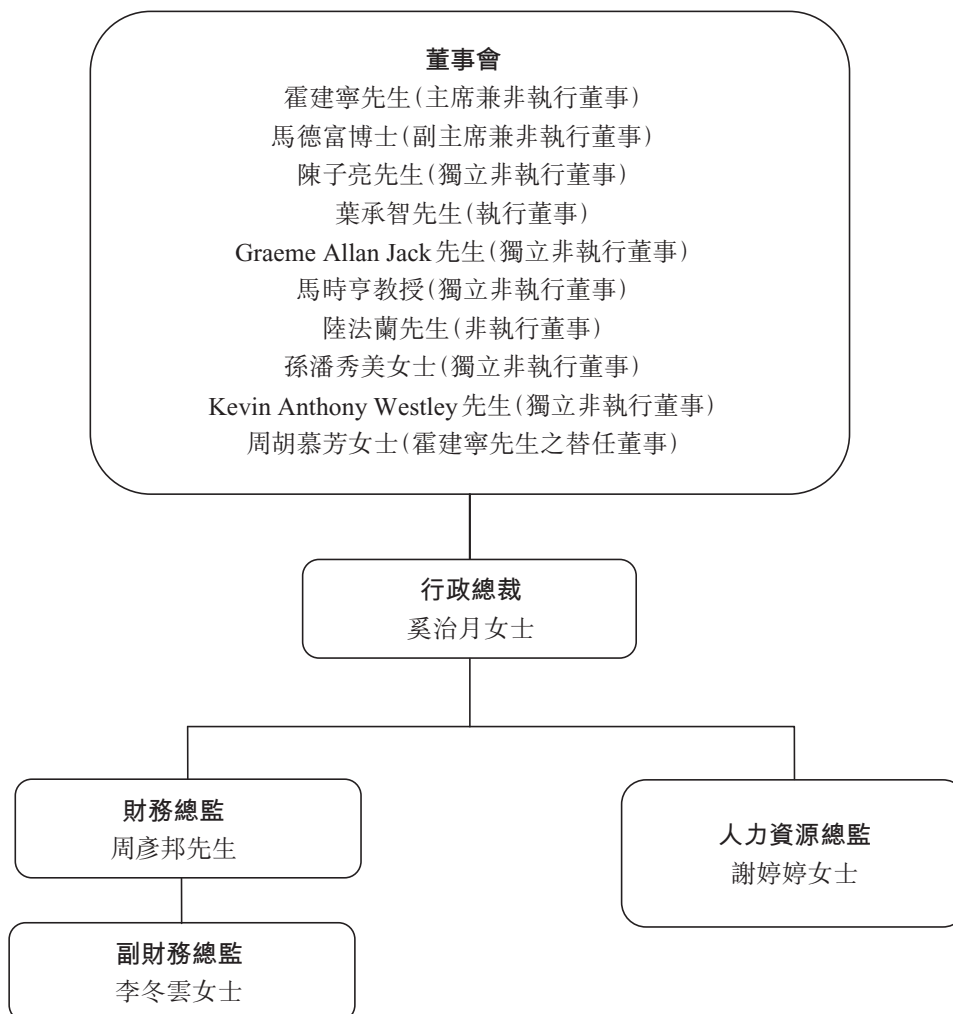 董事會
霍建寧先生(主席兼非執行董事)
馬德富博士(副主席兼非執行董事)
陳子亮先生(獨立非執行董事)
葉承智先生(執行董事)
Graeme Allan Jack先生(獨立非執行董事)
馬時亨教授(獨立非執行董事)
陸法蘭先生(非執行董事)
孫潘秀美女士(獨立非執行董事)
Kevin Anthony Westley先生(獨立非執行董事)
周胡慕芳女士(霍建寧先生之替任董事)
行政總裁
奚治月女士
財務總監
周彥邦先生
人力資源總監
謝婷婷女士
副財務總監
李冬雲女士